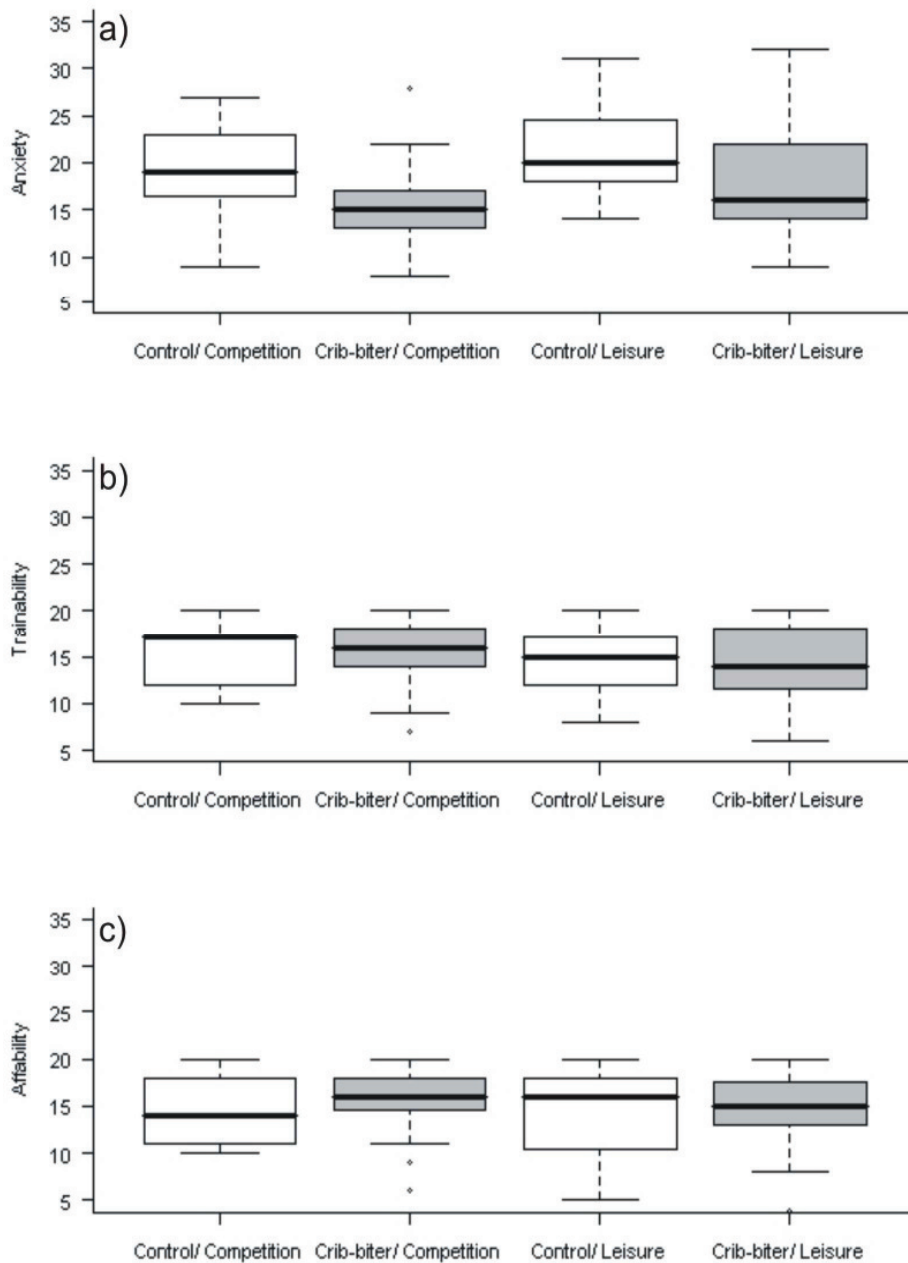 a)
35
30
25
20
15
10
5
Anxiety
Control/ Competition Crib-biter/ Competition Control/ Leisure Crib-biter/ Leisure
b)
35
30
25
20
15
10
5
Trainability
Control/ Competition Crib-biter/ Competition Control/ Leisure Crib-biter/ Leisure
c)
35
30
25
20
15
10
5
Affability
Control/ Competition Crib-biter/ Competition Control/ Leisure Crib-biter/ Leisure